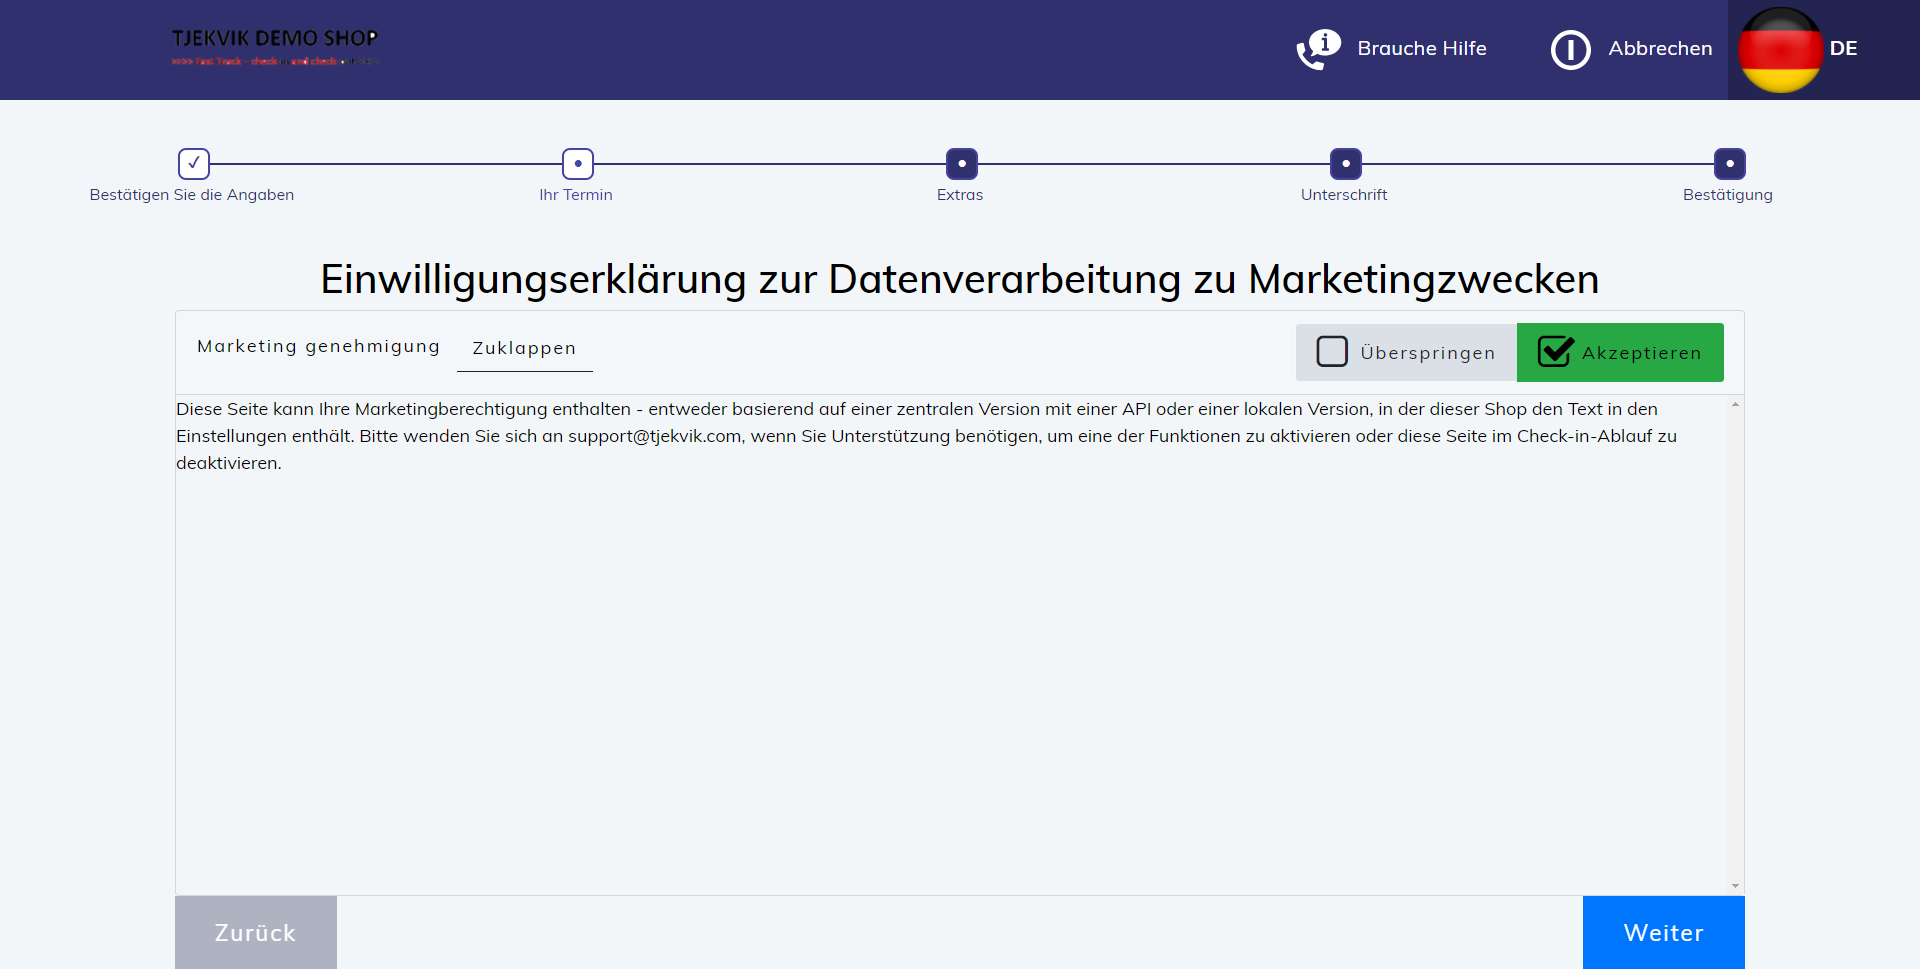 TJEKVIK DEMO SHOP
>>>> Fast Track - check in and check
Brauche Hilfe
Abbrechen
DE
Bestätigen Sie die Angaben
Ihr Termin
Extras
Unterschrift
Bestätigung
Einwilligungserklärung zur Datenverarbeitung zu Marketingzwecken
Marketing genehmigung
Zuklappen
Überspringen
Akzeptieren
Diese Seite kann Ihre Marketingberechtigung enthalten - entweder basierend auf einer zentralen Version mit einer API oder einer lokalen Version, in der dieser Shop den Text in den
Einstellungen enthält. Bitte wenden Sie sich an support@tjekvik.com, wenn Sie Unterstützung benötigen, um eine der Funktionen zu aktivieren oder diese Seite im Check-in-Ablauf zu
deaktivieren.
Zurück
Weiter